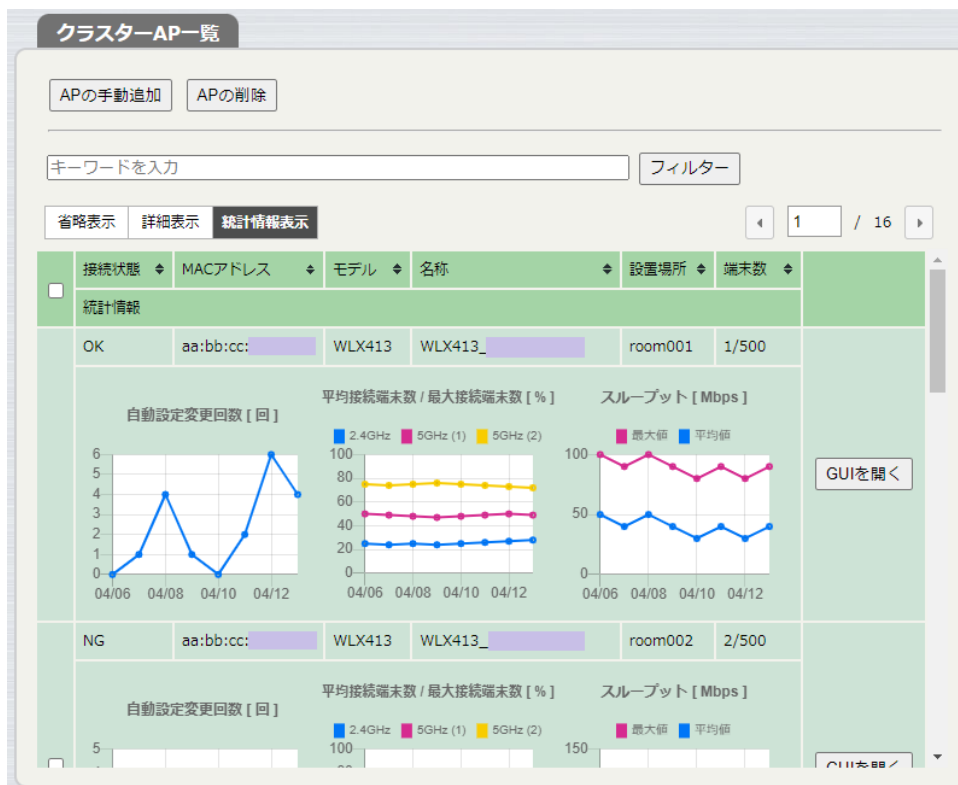 クラスターAP一覧
APの手動追加 APの削除
キーワードを入力 フィルター
省略表示 詳細表示 統計情報表示 1 / 16
接続状態 MACアドレス モデル 名称 設置場所 端末数
統計情報
OK aa:bb:cc: WLX413 WLX413_ room001 1/500
自動設定変更回数 [ 回 ]
6
5
4
3
2
1
0
04/06 04/08 04/10 04/12
平均接続端末数 / 最大接続端末数 [ % ]
2.4GHz 5GHz (1) 5GHz (2)
100
80
60
40
20
0
04/06 04/08 04/10 04/12
スループット [ Mbps ]
最大値 平均値
100
50
0
04/06 04/08 04/10 04/12
GUIを開く
NG aa:bb:cc: WLX413 WLX413_ room002 2/500
自動設定変更回数 [ 回 ]
5
平均接続端末数 / 最大接続端末数 [ % ]
2.4GHz 5GHz (1) 5GHz (2)
100
スループット [ Mbps ]
最大値 平均値
150
GUIを開く